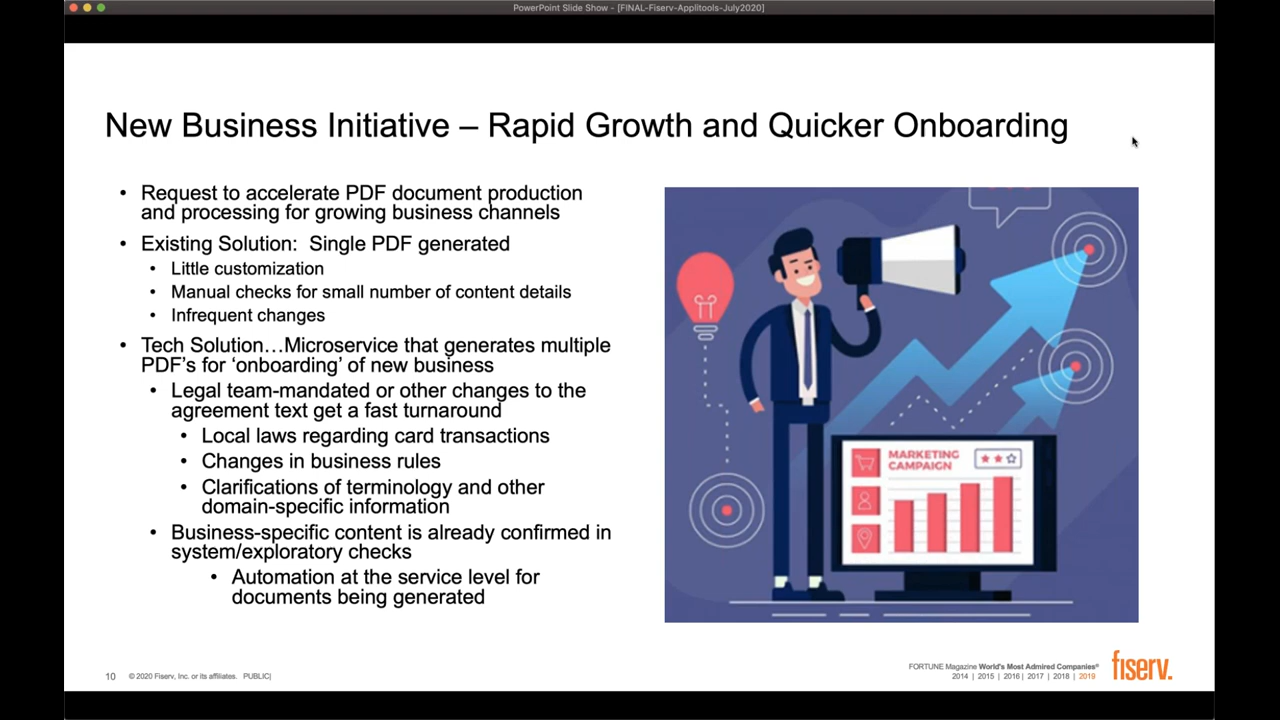 PowerPoint Slide Show - [FINAL-Fiserv-Applitools-July2020]
New Business Initiative – Rapid Growth and Quicker Onboarding
• Request to accelerate PDF document production
and processing for growing business channels
• Existing Solution:  Single PDF generated
• Little customization
• Manual checks for small number of content details
• Infrequent changes
• Tech Solution…Microservice that generates multiple
PDF’s for ‘onboarding’ of new business
• Legal team-mandated or other changes to the
agreement text get a fast turnaround
• Local laws regarding card transactions
• Changes in business rules
• Clarifications of terminology and other
domain-specific information
• Business-specific content is already confirmed in
system/exploratory checks
• Automation at the service level for
documents being generated
MARKETING
CAMPAIGN
10 © 2020 Fiserv, Inc. or its affiliates. PUBLIC|
FORTUNE Magazine World's Most Admired Companies®
2014 | 2015 | 2016 | 2017 | 2018 | 2019
fiserv.